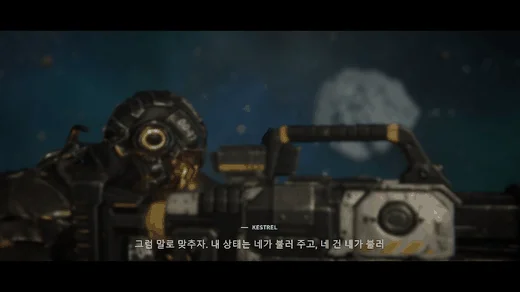 — KESTREL
그럼 말로 맞추자. 내 상태는 네가 불러 주고, 네 건 내가 불러